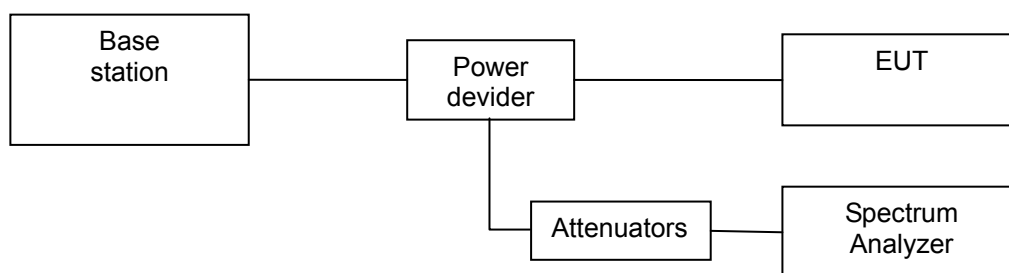 Base
station
Power
devider
EUT
Attenuators
Spectrum
Analyzer